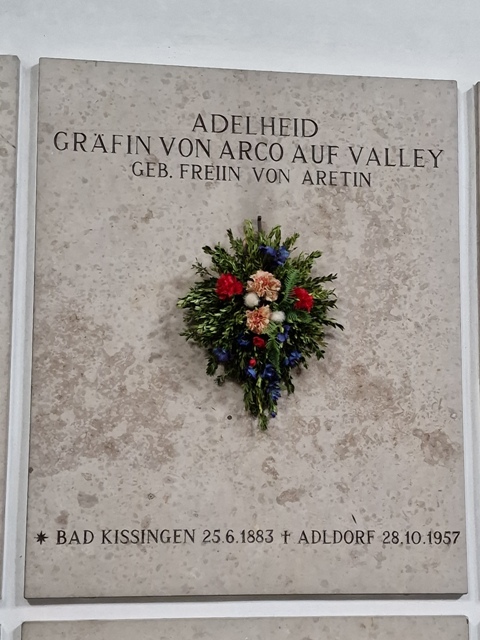 ADELHEID
GRÄFIN VON ARCO AUF VALLEY
GEB. FREIIN VON ARETIN
* BAD KISSINGEN 25.6.1883 † ADLDORF 28.10.1957